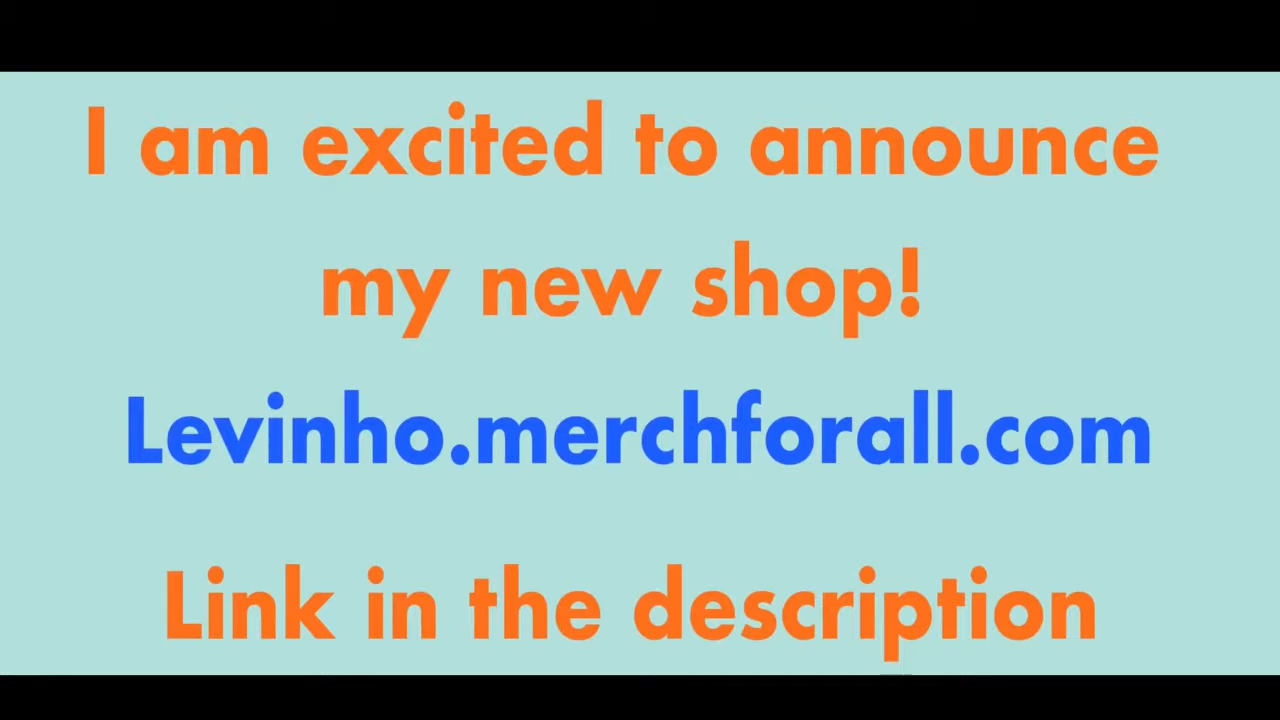 I am excited to announce
my new shop!
Levinho.merchforall.com
Link in the description